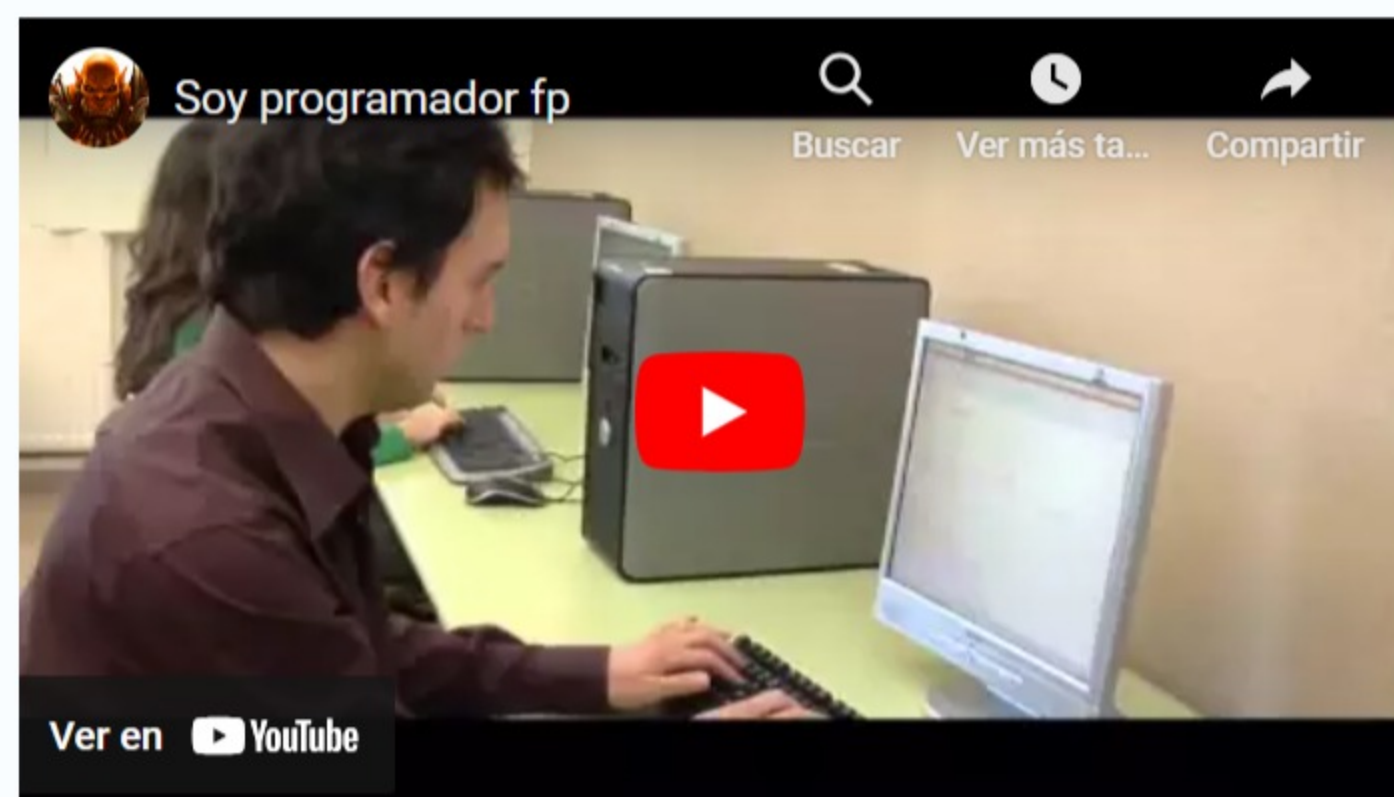 Soy programador fp
Buscar
Ver más ta...
Compartir
Ver en YouTube